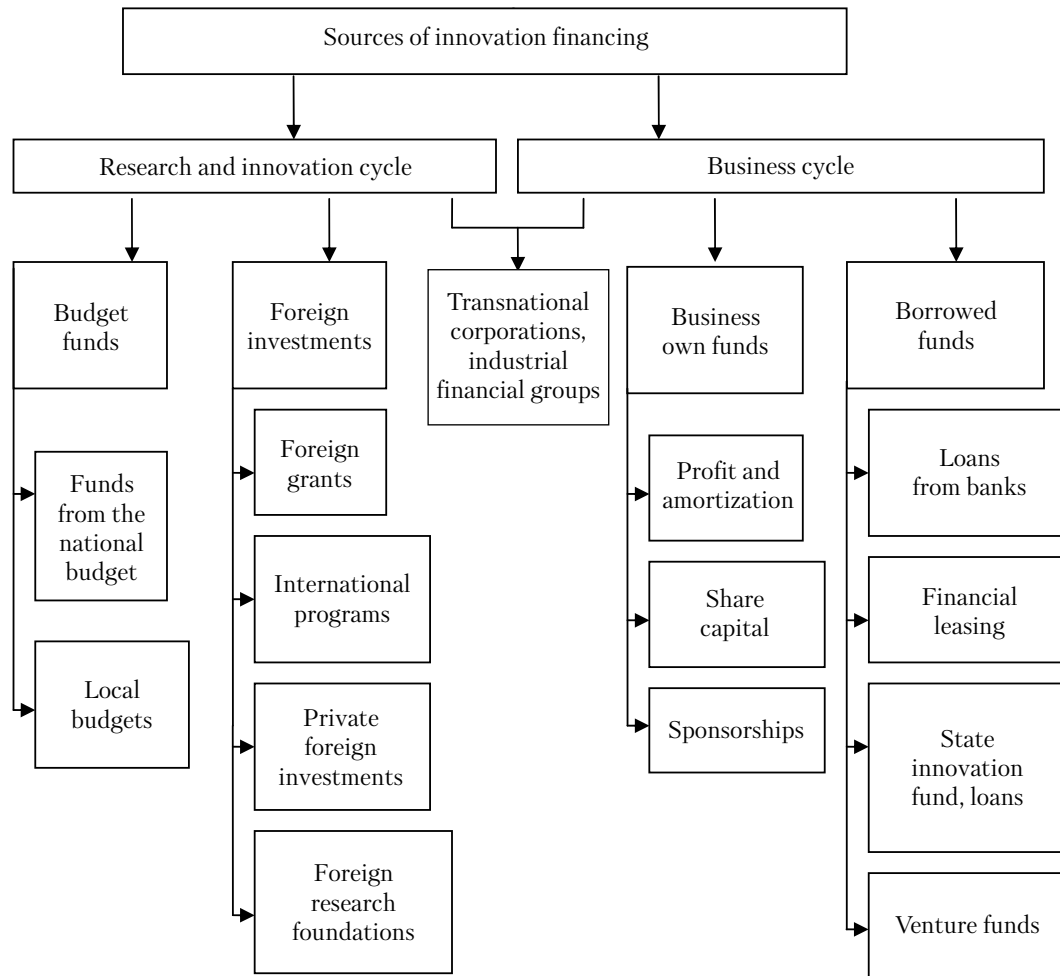 Sources of innovation financing
Research and innovation cycle
Business cycle
Budget
funds
Foreign
investments
Transnational
corporations,
industrial
financial groups
Business
own funds
Borrowed
funds
Funds
from the
national
budget
Local
budgets
Foreign
grants
International
programs
Private
foreign
investments
Foreign
research
foundations
Profit and
amortization
Share
capital
Sponsorships
Loans
from banks
Financial
leasing
State
innovation
fund, loans
Venture funds